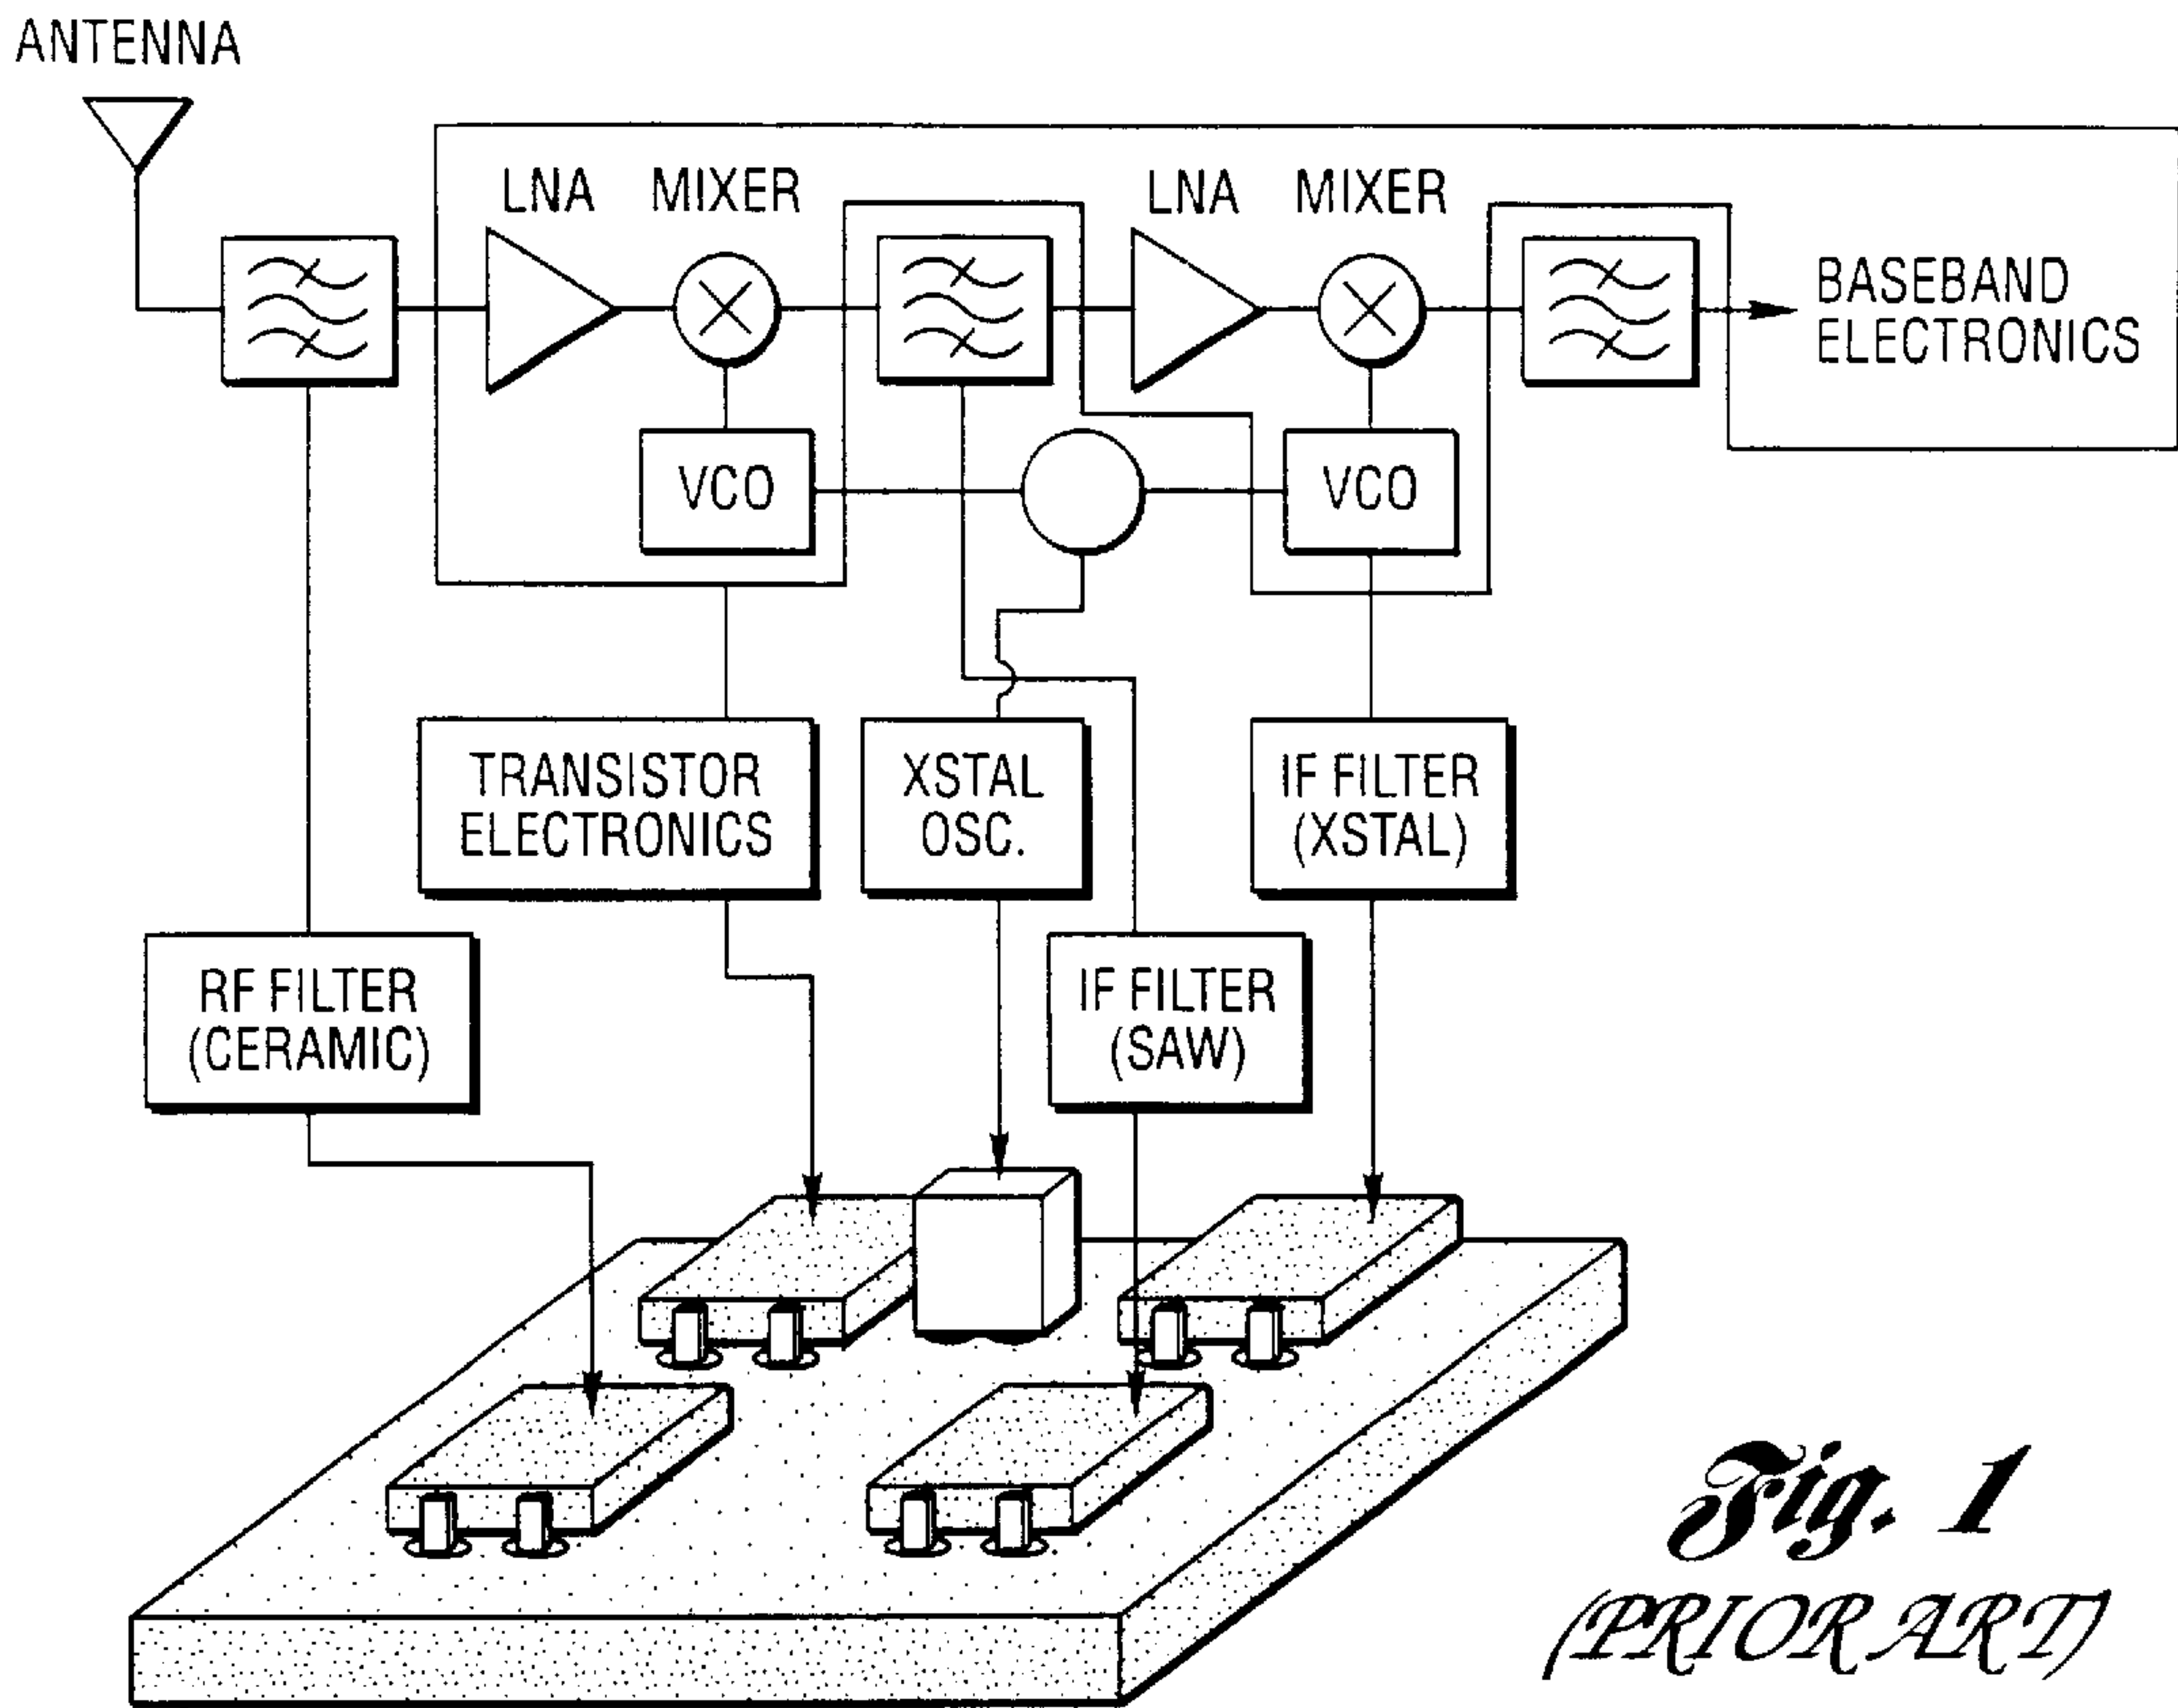 ANTENNA
LNA MIXER LNA MIXER
BASEBAND
ELECTRONICS
VCO VCO
TRANSISTOR
ELECTRONICS
XSTAL
OSC.
IF FILTER
(XSTAL)
RF FILTER
(CERAMIC)
IF FILTER
(SAW)
Fig. 1
(PRIOR ART)